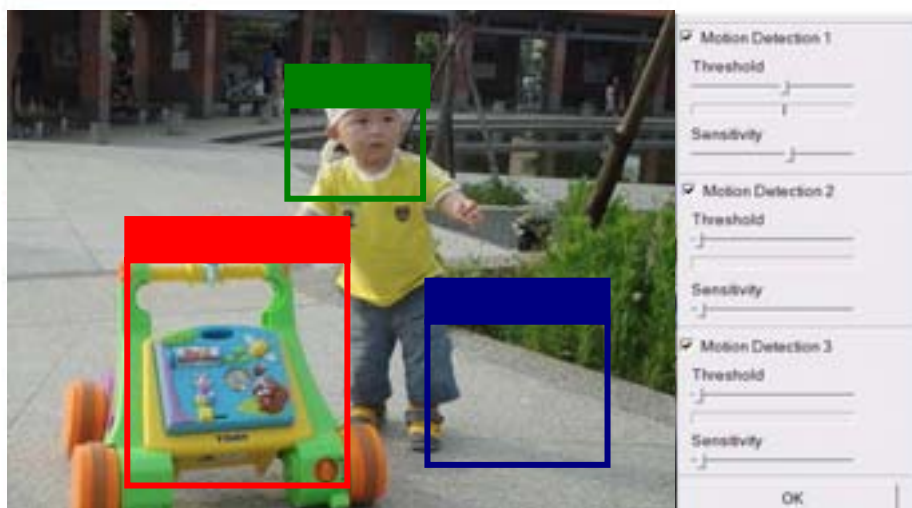 Motion Detection 1
Threshold
Sensitivity
Motion Detection 2
Threshold
Sensitivity
Motion Detection 3
Threshold
Sensitivity
OK